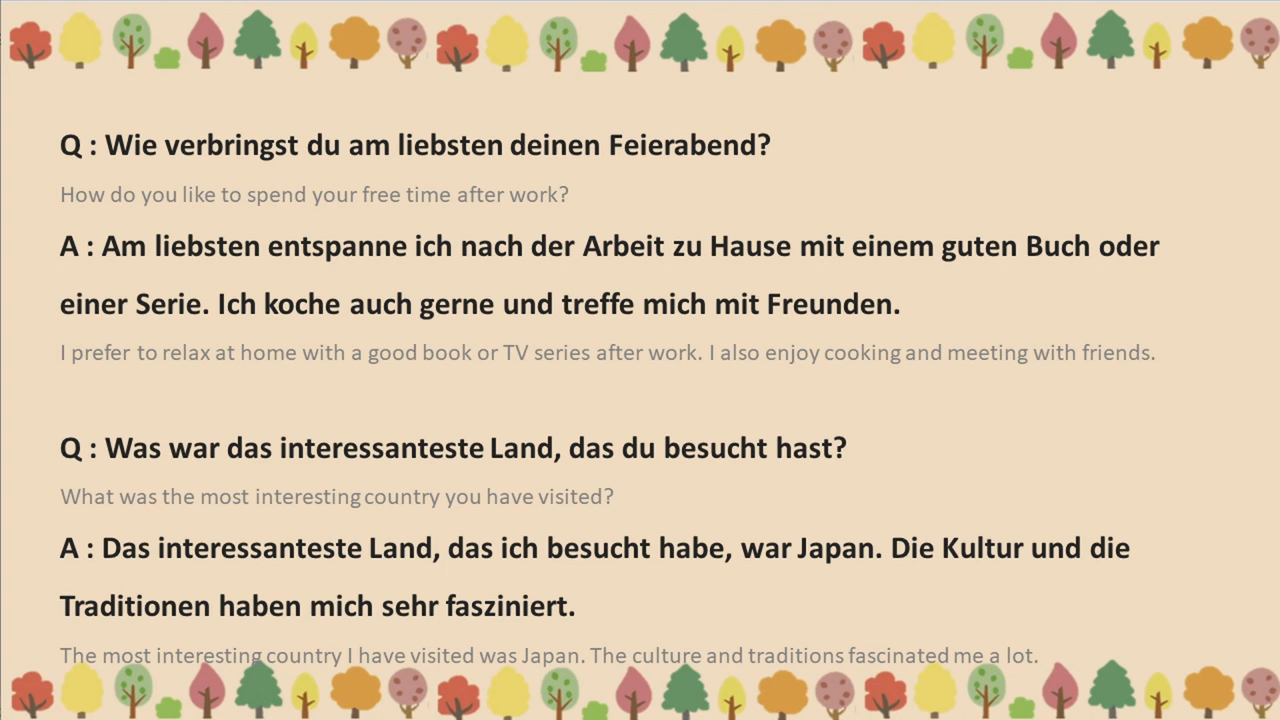 Q : Wie verbringst du am liebsten deinen Feierabend?
How do you like to spend your free time after work?
A : Am liebsten entspanne ich nach der Arbeit zu Hause mit einem guten Buch oder
einer Serie. Ich koche auch gerne und treffe mich mit Freunden.
I prefer to relax at home with a good book or TV series after work. I also enjoy cooking and meeting with friends.
Q : Was war das interessanteste Land, das du besucht hast?
What was the most interesting country you have visited?
A : Das interessanteste Land, das ich besucht habe, war Japan. Die Kultur und die
Traditionen haben mich sehr fasziniert.
The most interesting country I have visited was Japan. The culture and traditions fascinated me a lot.